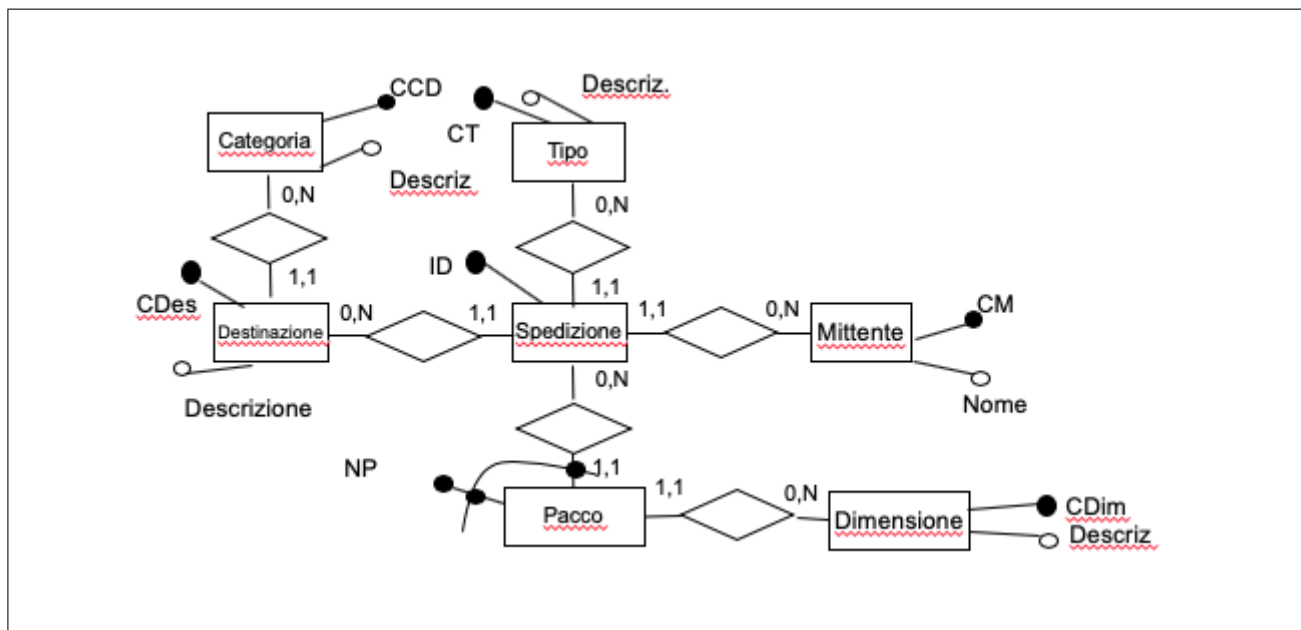 CCD
Descriz.
Categoria
CT
Tipo
Descriz
0,N
0,N
ID
1,1
1,1
CDes
0,N
1,1
1,1
0,N
CM
Destinazione
Spedizione
Mittente
0,N
Nome
Descrizione
NP
1,1
1,1
0,N
Pacco
Dimensione
CDim
Descriz